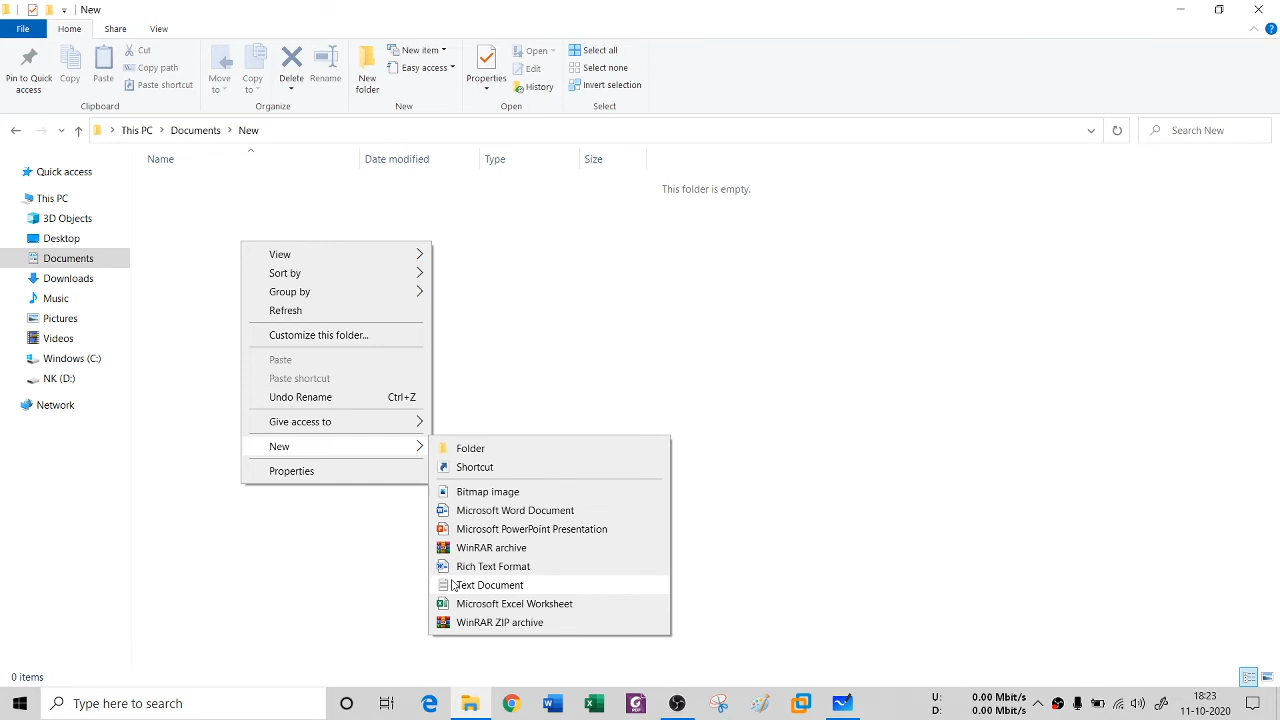 New
File Home Share View
Pin to Quick access
Copy
Paste
Cut
Copy path
Paste shortcut
Clipboard
Move to
Copy to
Delete
Rename
Organize
New folder
New item
Easy access
New
Properties
Open
Edit
History
Open
Select all
Select none
Invert selection
Select
This PC Documents New
Search New
Name Date modified Type Size
This folder is empty.
Quick access
This PC
3D Objects
Desktop
Documents
Downloads
Music
Pictures
Videos
Windows (C:)
NK (D:)
Network
View
Sort by
Group by
Refresh
Customize this folder...
Paste
Paste shortcut
Undo Rename Ctrl+Z
Give access to
New
Properties
Folder
Shortcut
Bitmap image
Microsoft Word Document
Microsoft PowerPoint Presentation
WinRAR archive
Rich Text Format
Text Document
Microsoft Excel Worksheet
WinRAR ZIP archive
0 items
Type here to search
U: 0.00 Mbit/s
D: 0.00 Mbit/s
18:23
11-10-2020